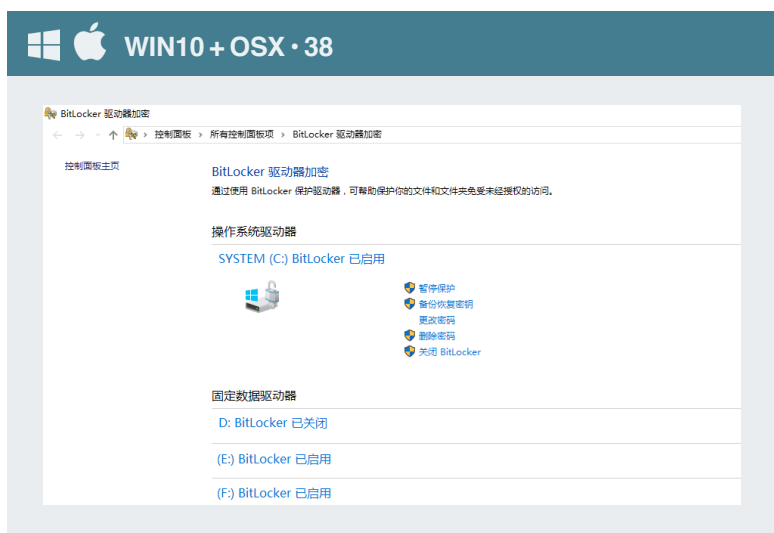 WIN10+OSX·38
BitLocker 驱动器加密
控制面板 › 所有控制面板项 › BitLocker 驱动器加密
控制面板主页
BitLocker 驱动器加密
通过使用 BitLocker 保护驱动器，可帮助保护你的文件和文件夹免受未经授权的访问。
操作系统驱动器
SYSTEM (C:) BitLocker 已启用
暂停保护
备份恢复密钥
更改密码
删除密码
关闭 BitLocker
固定数据驱动器
D: BitLocker 已关闭
(E:) BitLocker 已启用
(F:) BitLocker 已启用